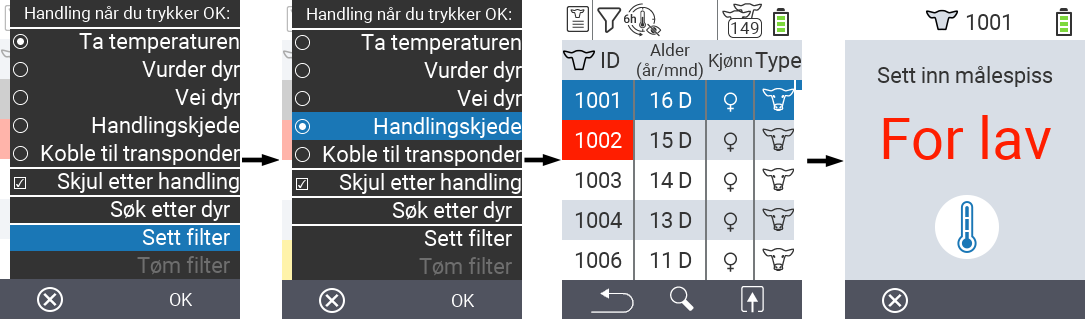 Handling når du trykker OK:
Ta temperaturen
Vurder dyr
Vei dyr
Handlingskjede
Koble til transponder
Skjul etter handling
Søk etter dyr
Sett filter
Tøm filter
OK
Handling når du trykker OK:
Ta temperaturen
Vurder dyr
Vei dyr
Handlingskjede
Koble til transponder
Skjul etter handling
Søk etter dyr
Sett filter
Tøm filter
OK
6h 149
ID Alder (år/mnd) Kjønn Type
1001 16 D ♀
1002 15 D ♀
1003 14 D ♀
1004 13 D ♀
1006 11 D ♀
1001
Sett inn målespiss
For lav